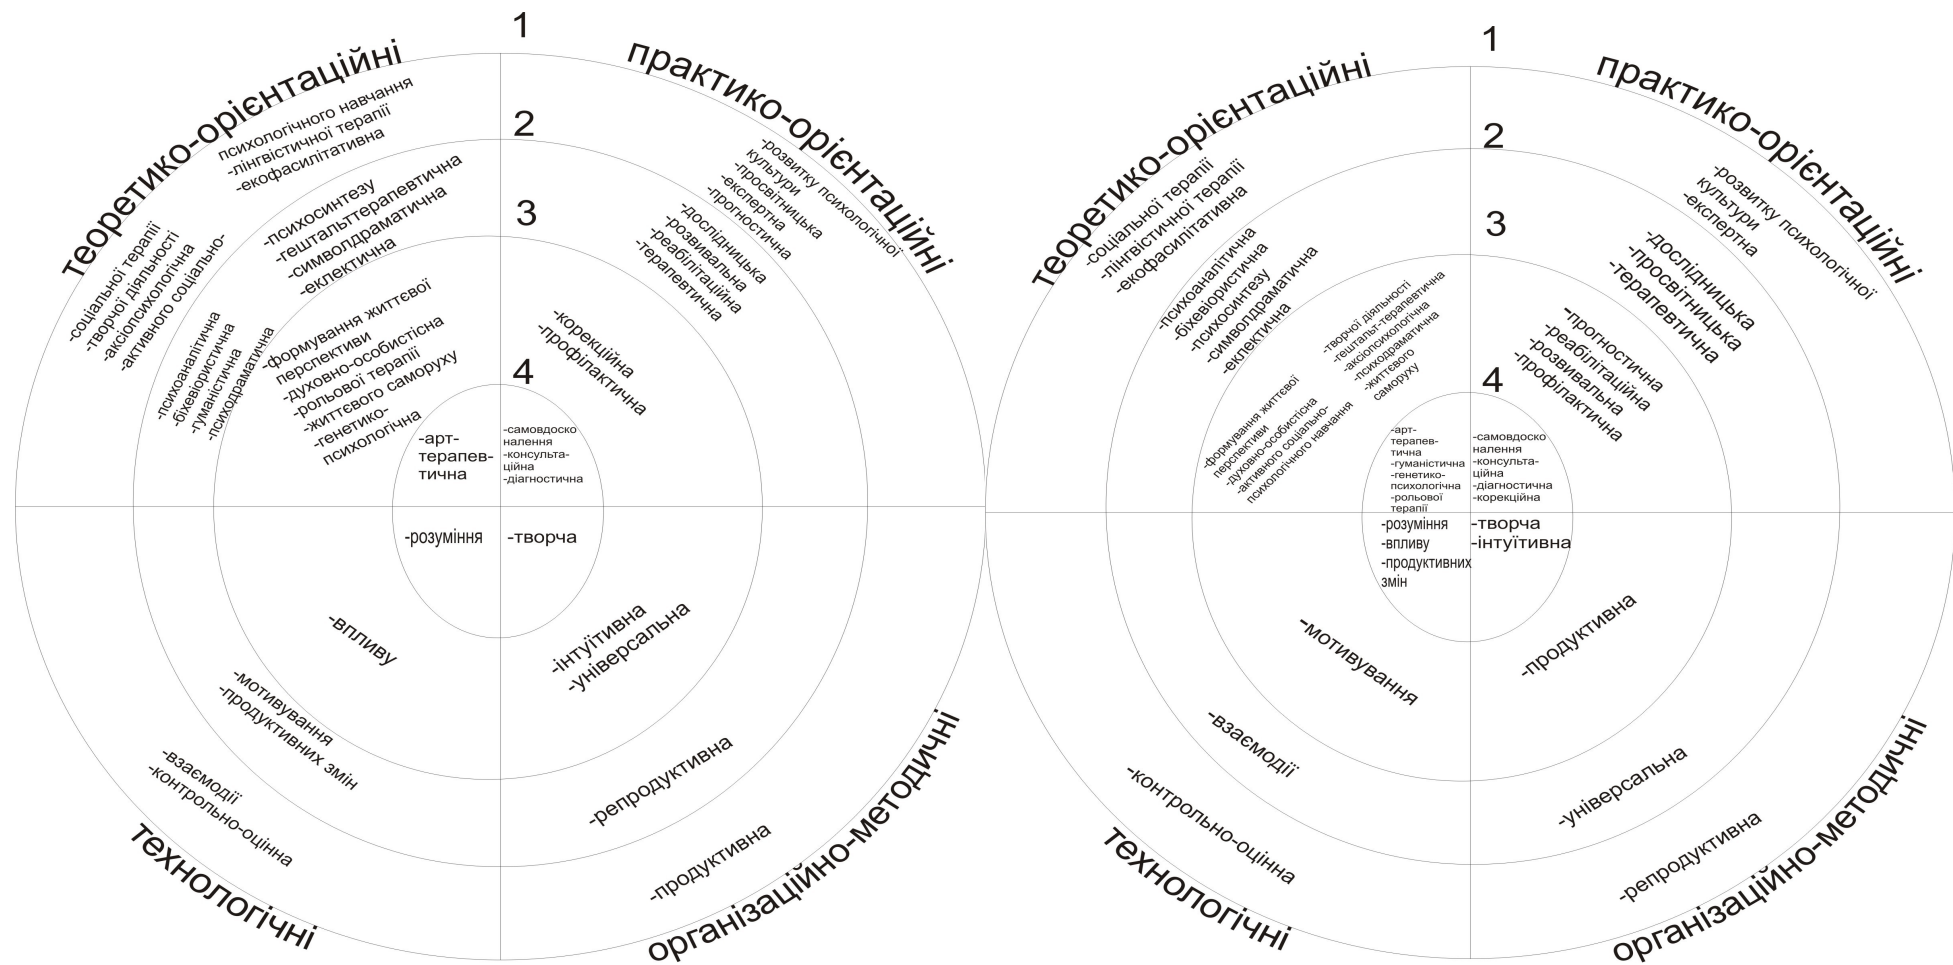 1
теоретико-орієнтаційні
практико-орієнтаційні
психологічного навчання
-лінгвістичної терапії
-екофасилітативна
-соціальної терапії
-творчої діяльності
-аксіопсихологічна
-активного соціально-
-розвитку психологічної
культури
-просвітницька
-експертна
-прогностична
2
-психосинтезу
-гештальттерапевтична
-символдраматична
-еклектична
-психоаналітична
-біхевіористична
-гуманістична
-психодраматична
-дослідницька
-розвивальна
-реабілітаційна
-терапевтична
3
-формування життєвої
перспективи
-духовно-особистісна
-рольової терапії
-життєвого саморуху
-генетико-
психологічна
-корекційна
-профілактична
4
-арт-
терапев-
тична
-самовдоско
налення
-консульта-
ційна
-діагностична
-розуміння
-творча
-впливу
-інтуїтивна
-універсальна
-мотивування
-продуктивних змін
-репродуктивна
-взаємодії
-контрольно-оцінна
-продуктивна
технологічні
організаційно-методичні
1
теоретико-орієнтаційні
практико-орієнтаційні
-соціальної терапії
-лінгвістичної терапії
-екофасилітативна
-розвитку психологічної
культури
-експертна
2
-психоаналітична
-біхевіористична
-психосинтезу
-символдраматична
-еклектична
-дослідницька
-просвітницька
-терапевтична
3
-творчої діяльності
-гештальт-терапевтична
-аксіопсихологічна
-психодраматична
-життєвого
саморуху
-формування життєвої
перспективи
-духовно-особистісна
-активного соціально-
психологічного навчання
-прогностична
-реабілітаційна
-розвивальна
-профілактична
4
-арт-
терапев-
тична
-гуманістична
-генетико-
психологічна
-рольової
терапії
-самовдоско
налення
-консульта-
ційна
-діагностична
-корекційна
-розуміння
-впливу
-продуктивних
змін
-творча
-інтуїтивна
-мотивування
-продуктивна
-взаємодії
-універсальна
-контрольно-оцінна
-репродуктивна
технологічні
організаційно-методичні